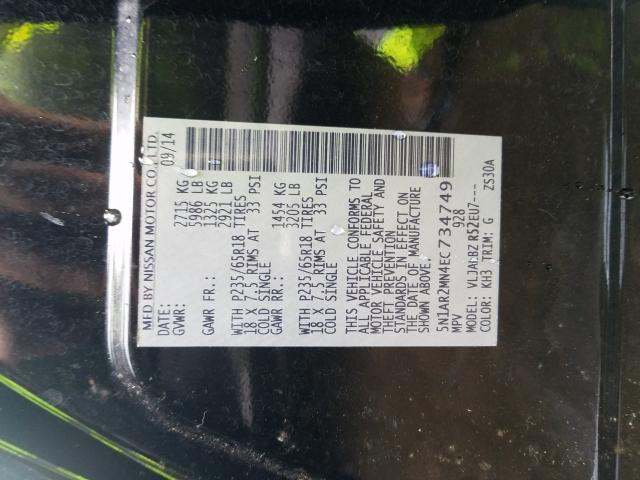 MFD BY NISSAN MOTOR CO., LTD.
DATE: 09/14
GVWR: 2715 KG
5986 LB
GAWR FR.: 1325 KG
2921 LB
WITH P235/65R18 TIRES
18 X 7.5 RIMS AT 33 PSI
COLD SINGLE
GAWR RR.: 1454 KG
3205 LB
WITH P235/65R18 TIRES
18 X 7.5 RIMS AT 33 PSI
COLD SINGLE
THIS VEHICLE CONFORMS TO
ALL APPLICABLE FEDERAL
MOTOR VEHICLE SAFETY AND
THEFT PREVENTION
STANDARDS IN EFFECT ON
THE DATE OF MANUFACTURE
SHOWN ABOVE.
5N1AR2MN4EC734749
MPV 928
MODEL: VLJALBZ R52EU7---
COLOR: KH3 TRIM: G ZS30A